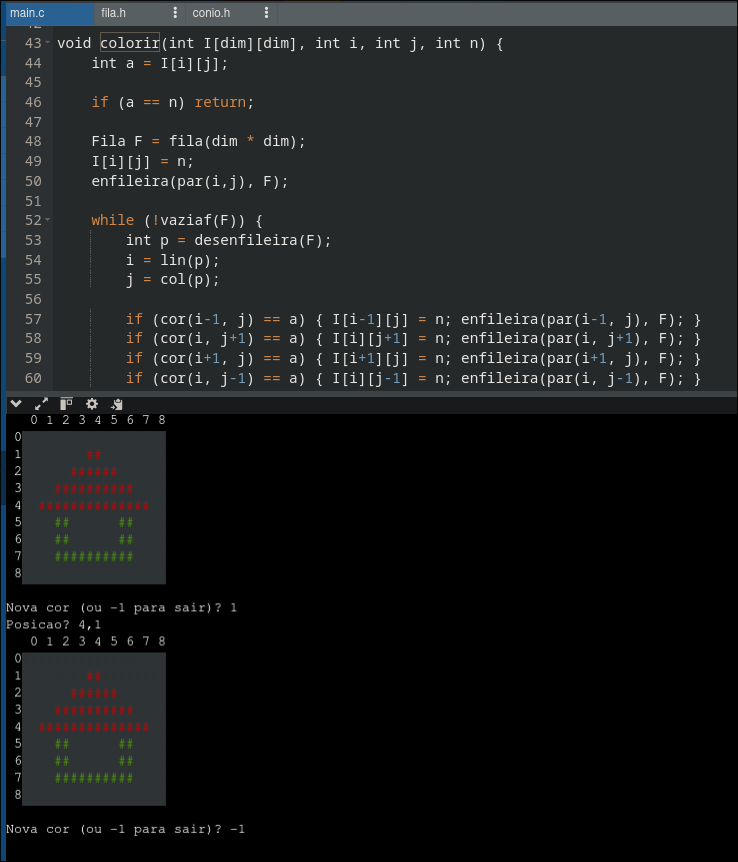 main.c fila.h conio.h
42
43 void colorir(int I[dim][dim], int i, int j, int n) {
44 int a = I[i][j];
45
46 if (a == n) return;
47
48 Fila F = fila(dim * dim);
49 I[i][j] = n;
50 enfileira(par(i,j), F);
51
52 while (!vaziaf(F)) {
53 int p = desenfileira(F);
54 i = lin(p);
55 j = col(p);
56
57 if (cor(i-1, j) == a) { I[i-1][j] = n; enfileira(par(i-1, j), F); }
58 if (cor(i, j+1) == a) { I[i][j+1] = n; enfileira(par(i, j+1), F); }
59 if (cor(i+1, j) == a) { I[i+1][j] = n; enfileira(par(i+1, j), F); }
60 if (cor(i, j-1) == a) { I[i][j-1] = n; enfileira(par(i, j-1), F); }
0 1 2 3 4 5 6 7 8
0
1 ##
2 ######
3 ##########
4 ##############
5 ## ##
6 ## ##
7 ##########
8
Nova cor (ou -1 para sair)? 1
Posicao? 4,1
0 1 2 3 4 5 6 7 8
0
1 ##
2 ######
3 ##########
4 ##############
5 ## ##
6 ## ##
7 ##########
8
Nova cor (ou -1 para sair)? -1